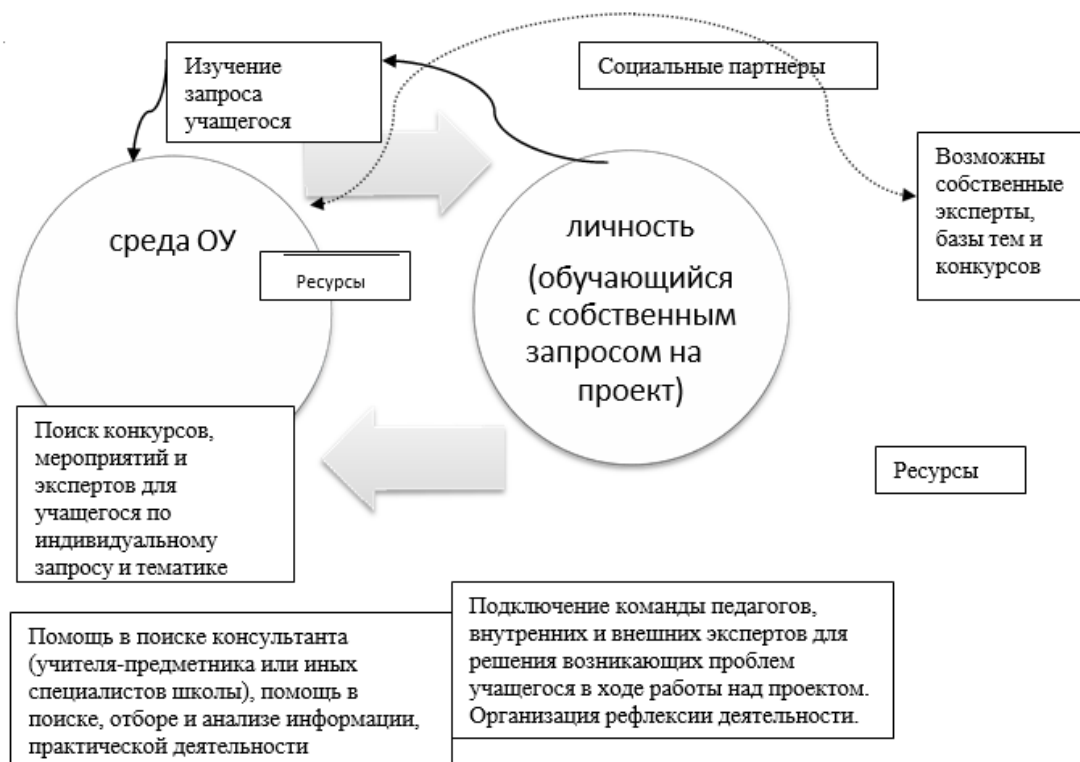 Изучение
запроса
учащегося
Социальные партнеры
Возможны
собственные
эксперты,
базы тем и
конкурсов
среда ОУ
Ресурсы
личность
(обучающийся
с собственным
запросом на
проект)
Поиск конкурсов,
мероприятий и
экспертов для
учащегося по
индивидуальному
запросу и тематике
Ресурсы
Помощь в поиске консультанта
(учителя-предметника или иных
специалистов школы), помощь в
поиске, отборе и анализе информации,
практической деятельности
Подключение команды педагогов,
внутренних и внешних экспертов для
решения возникающих проблем
учащегося в ходе работы над проектом.
Организация рефлексии деятельности.